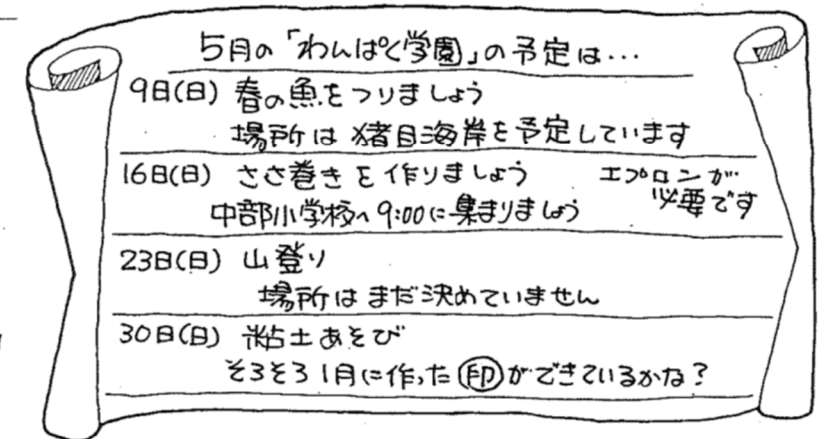 5月の「わんぱく学園」の予定は…
9日(日) 春の魚をつりましょう
場所は猪目海岸を予定しています
16日(日) ささ巻きを作りましょう エプロンが必要です
中部小学校へ9:00に集まりましょう
23日(日) 山登り
場所はまだ決めていません
30日(日) 粘土あそび
そろそろ1月に作った㊞ができているかな?